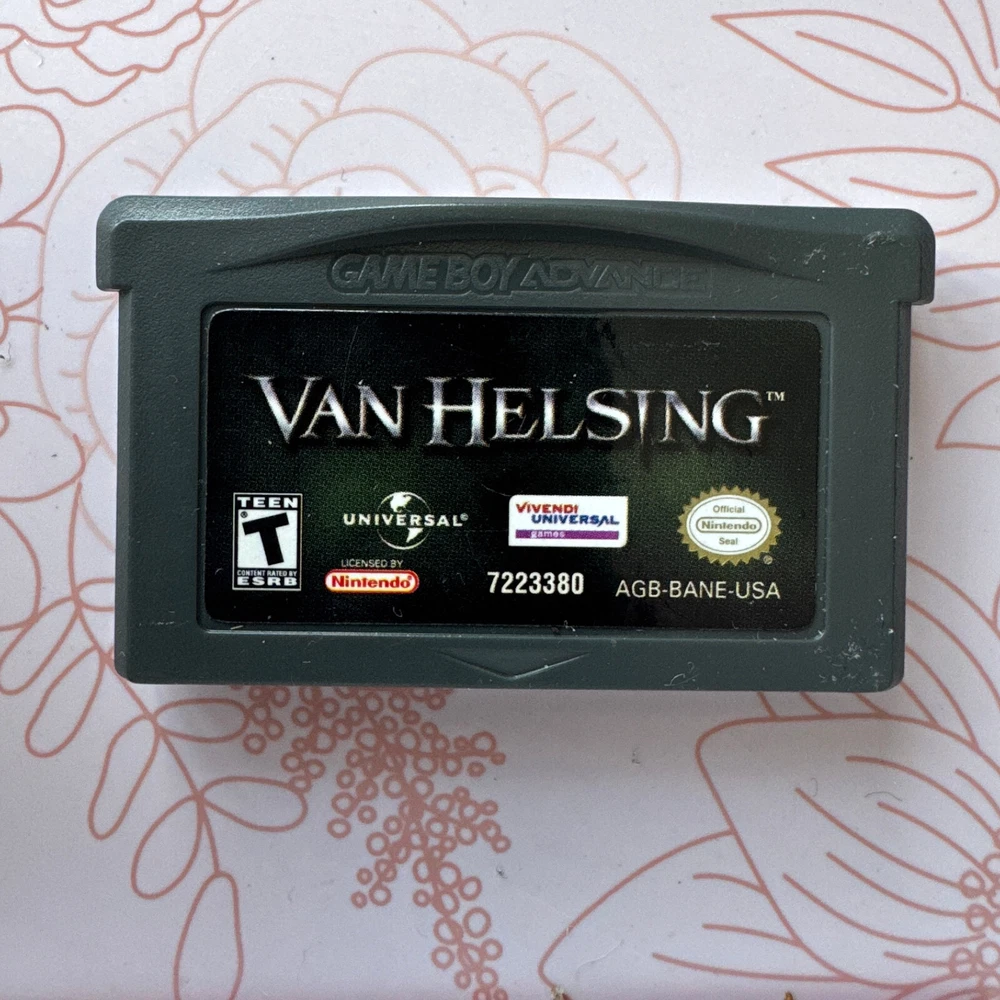 GAME BOY ADVANCE
VAN HELSING™
TEEN
T
CONTENT RATED BY
ESRB
UNIVERSAL®
LICENSED BY
Nintendo®
VIVENDI
UNIVERSAL
games
7223380
Official
Nintendo
Seal
®
AGB-BANE-USA